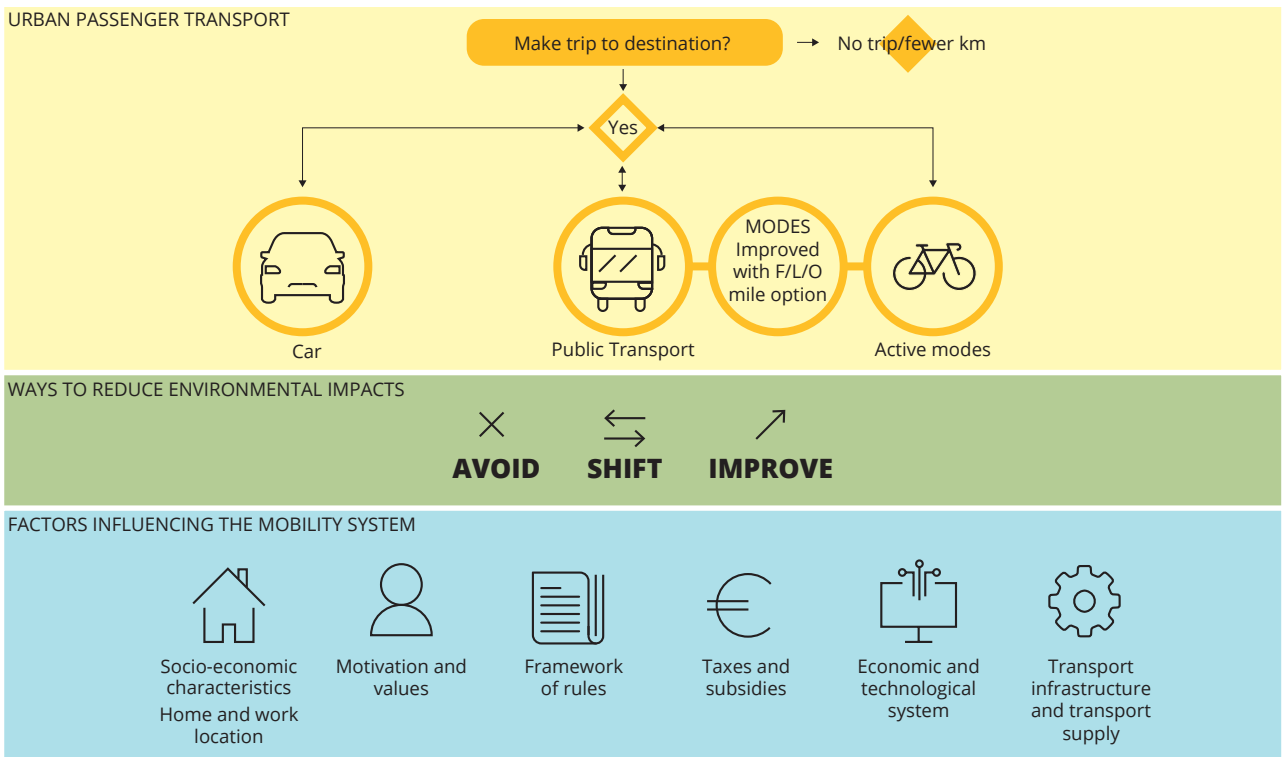 URBAN PASSENGER TRANSPORT
Make trip to destination?
No trip/fewer km
Yes
MODES
Improved
with F/L/O
mile option
Car
Public Transport
Active modes
WAYS TO REDUCE ENVIRONMENTAL IMPACTS
AVOID
SHIFT
IMPROVE
FACTORS INFLUENCING THE MOBILITY SYSTEM
Socio-economic
characteristics
Home and work
location
Motivation and
values
Framework
of rules
Taxes and
subsidies
Economic and
technological
system
Transport
infrastructure
and transport
supply